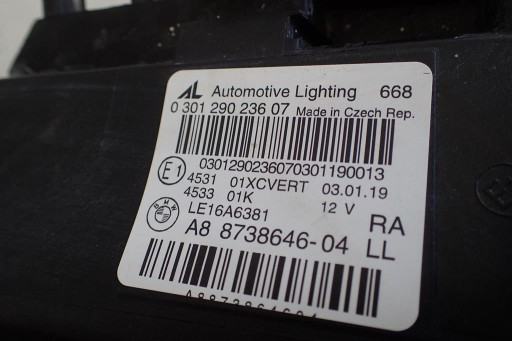 AL Automotive Lighting 668
0 301 290 236 07 Made in Czech Rep.
0301290236070301190013
E1 4531 01XCVERT 03.01.19
4533 01K 12 V
BMW LE16A6381 RA
A8 8738646-04 LL